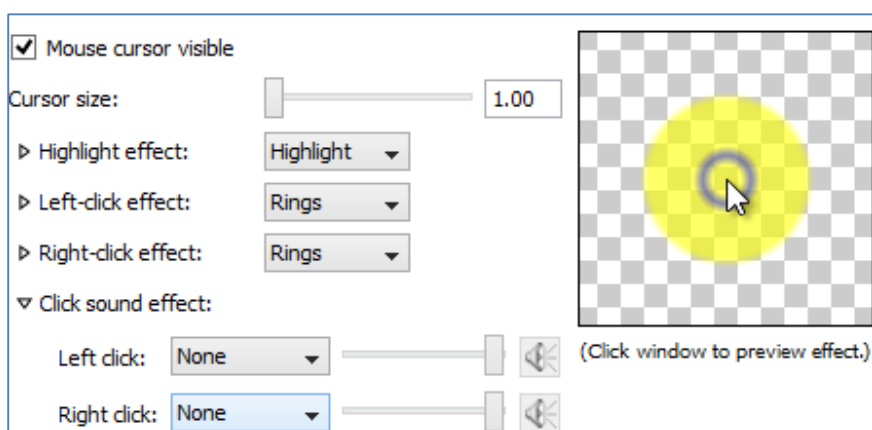 Mouse cursor visible
Cursor size: 1.00
Highlight effect: Highlight
Left-click effect: Rings
Right-click effect: Rings
Click sound effect:
Left click: None
(Click window to preview effect.)
Right click: None